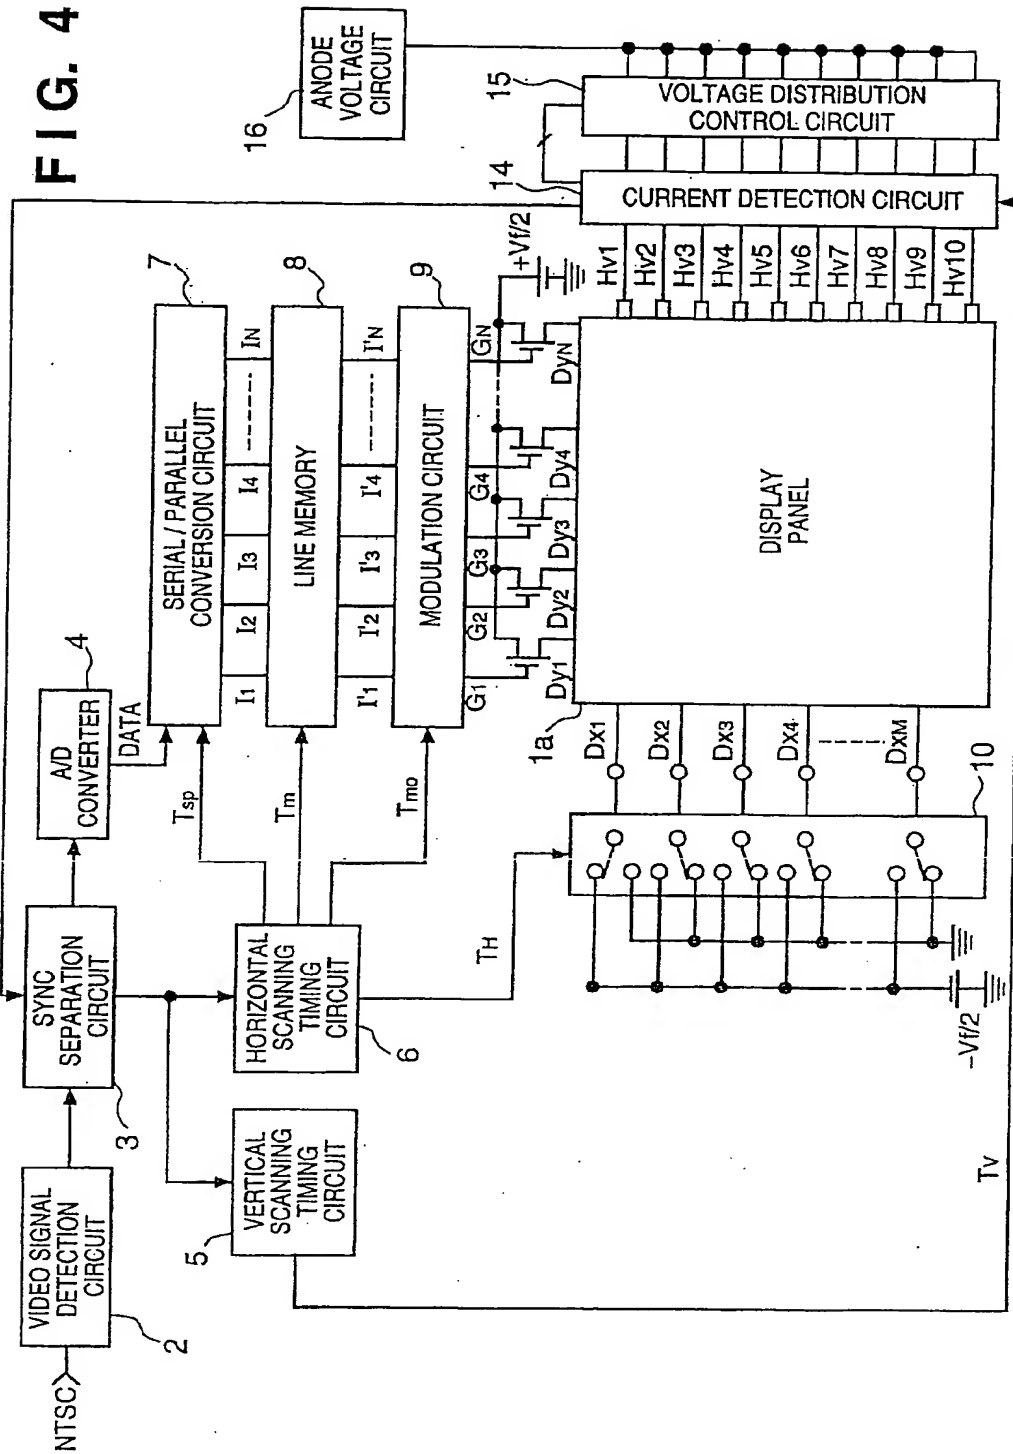 FIG. 4
NTSC
VIDEO SIGNAL
DETECTION
CIRCUIT
2
SYNC
SEPARATION
CIRCUIT
3
A/D
CONVERTER
4
DATA
VERTICAL
SCANNING
TIMING
CIRCUIT
5
HORIZONTAL
SCANNING
TIMING
CIRCUIT
6
Tsp
Tm
Tmo
TH
TV
SERIAL / PARALLEL
CONVERSION CIRCUIT
7
I1 I2 I3 I4 IN
LINE MEMORY
8
I'1 I'2 I'3 I'4 I'N
MODULATION CIRCUIT
9
G1 G2 G3 G4 GN
+Vf/2
Dy1 Dy2 Dy3 Dy4 DyN
1a
DISPLAY
PANEL
Dx1
Dx2
Dx3
Dx4
DxM
10
-Vf/2
Hv1
Hv2
Hv3
Hv4
Hv5
Hv6
Hv7
Hv8
Hv9
Hv10
14
CURRENT DETECTION CIRCUIT
15
VOLTAGE DISTRIBUTION
CONTROL CIRCUIT
16
ANODE
VOLTAGE
CIRCUIT